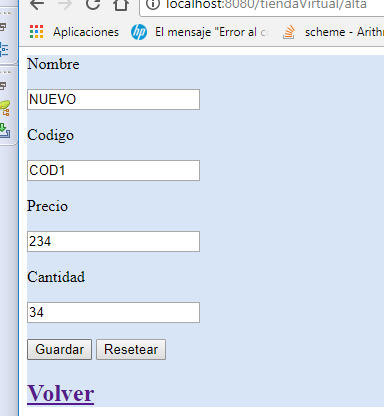 localhost:8080/tiendaVirtual/alta
Aplicaciones El mensaje "Error al c scheme - Arithr
Nombre
NUEVO
Codigo
COD1
Precio
234
Cantidad
34
Guardar Resetear
Volver